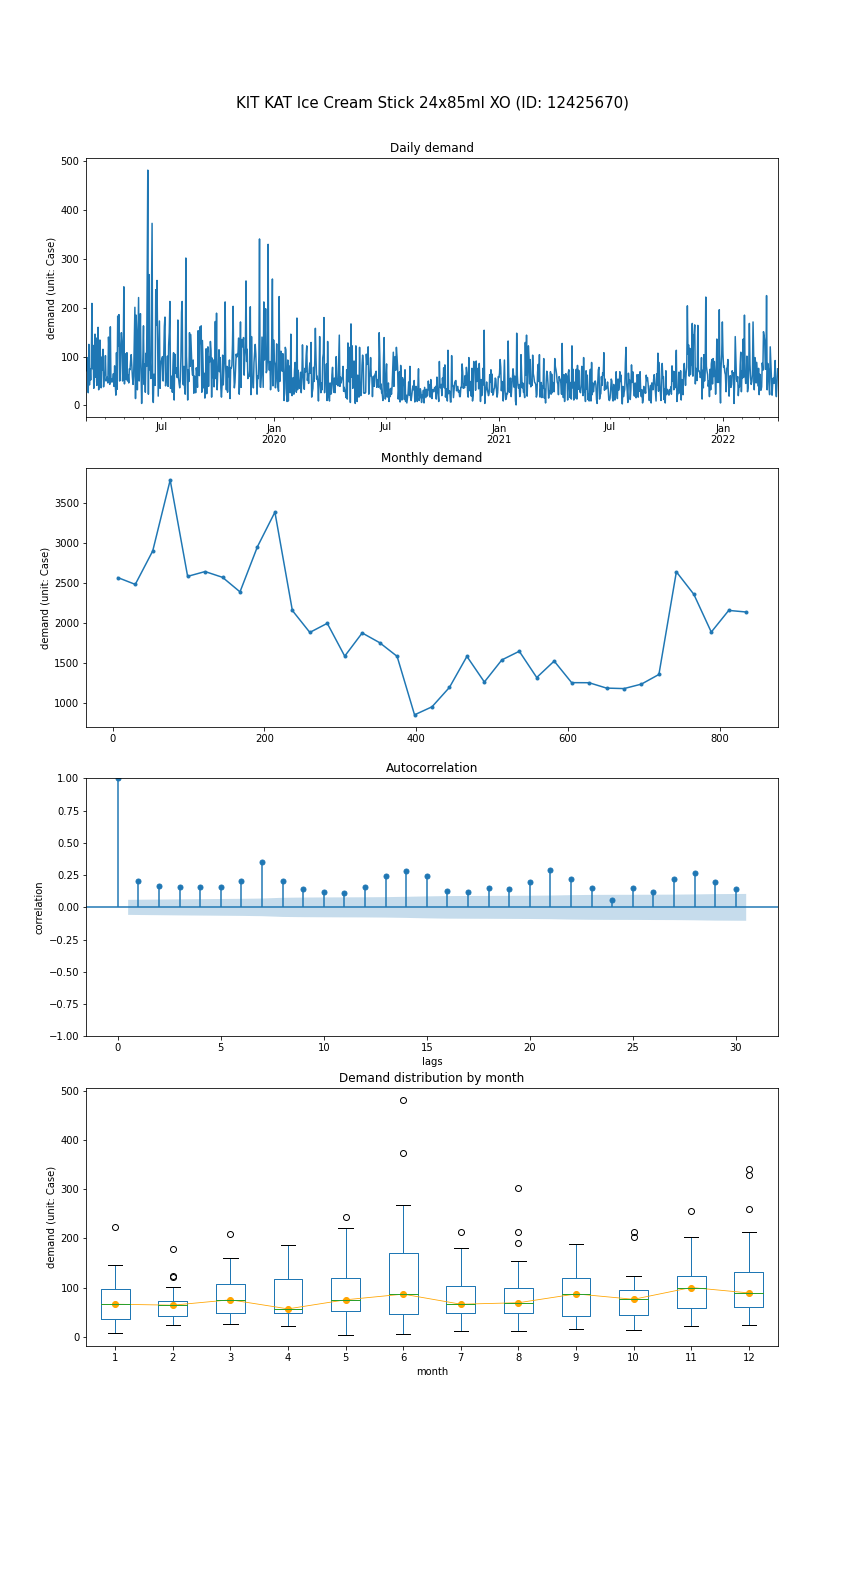 KIT KAT Ice Cream Stick 24x85ml XO (ID: 12425670)
Daily demand
demand (unit: Case)
500
400
300
200
100
0
Jul Jan Jul Jan Jul Jan
2020 2021 2022
Monthly demand
demand (unit: Case)
3500
3000
2500
2000
1500
1000
0 200 400 600 800
Autocorrelation
correlation
1.00
0.75
0.50
0.25
0.00
−0.25
−0.50
−0.75
−1.00
0 5 10 15 20 25 30
lags
Demand distribution by month
demand (unit: Case)
500
400
300
200
100
0
1 2 3 4 5 6 7 8 9 10 11 12
month